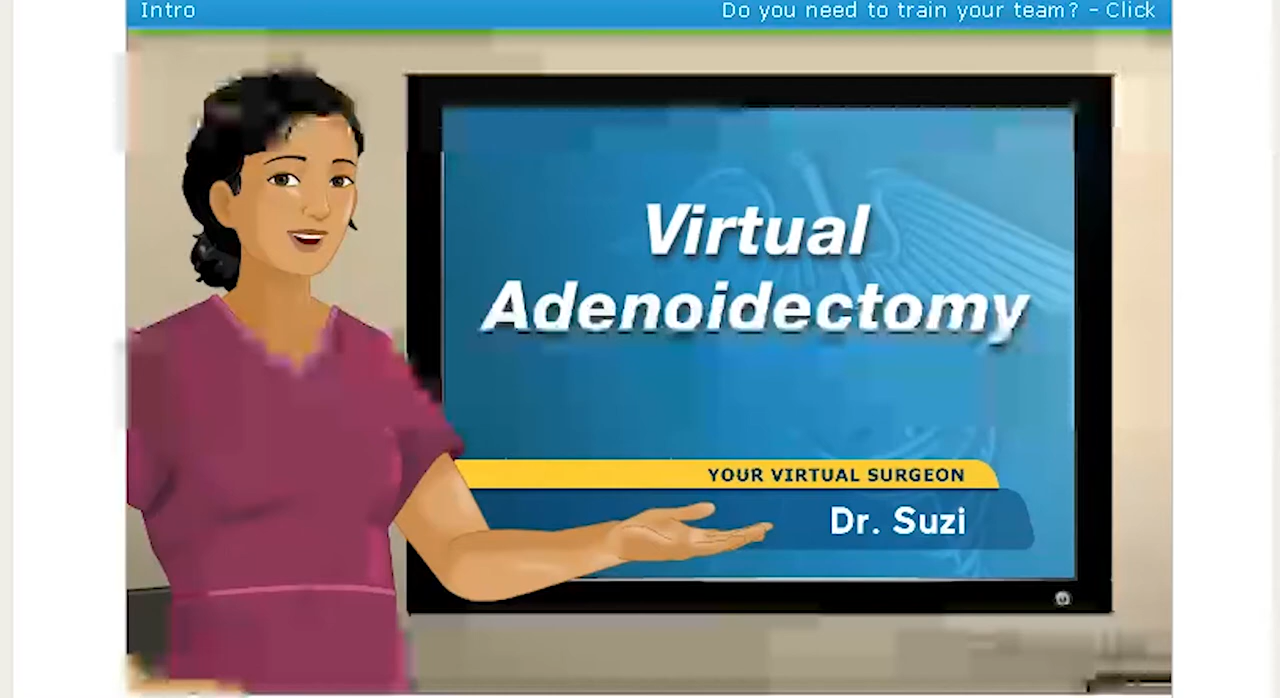 Intro
Do you need to train your team? - Click
Virtual
Adenoidectomy
YOUR VIRTUAL SURGEON
Dr. Suzi